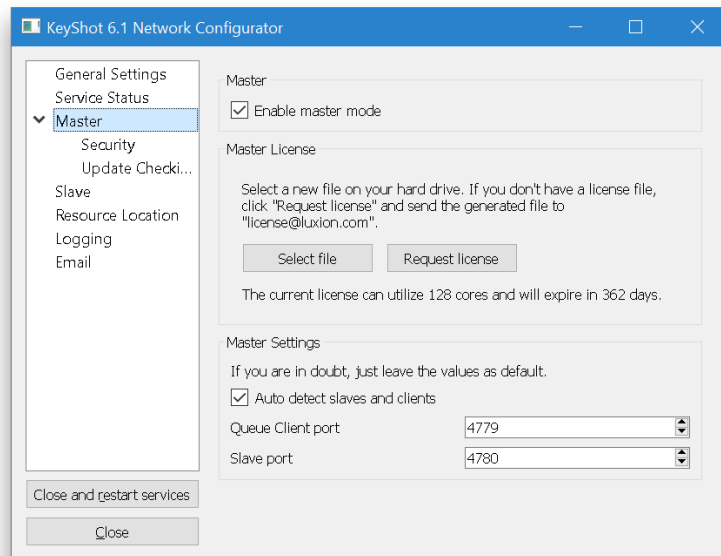 KeyShot 6.1 Network Configurator
General Settings
Service Status
Master
Security
Update Checki...
Slave
Resource Location
Logging
Email
Close and restart services
Close
Master
Enable master mode
Master License
Select a new file on your hard drive. If you don't have a license file,
click "Request license" and send the generated file to
"license@luxion.com".
Select file
Request license
The current license can utilize 128 cores and will expire in 362 days.
Master Settings
If you are in doubt, just leave the values as default.
Auto detect slaves and clients
Queue Client port 4779
Slave port 4780